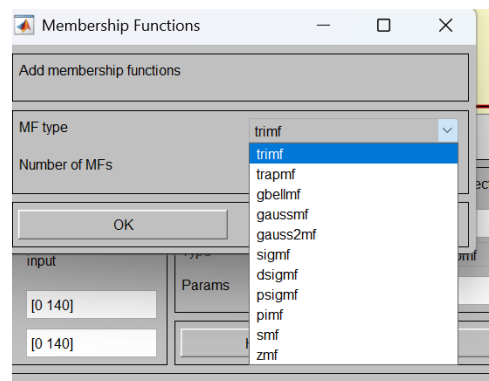 Membership Functions
Add membership functions
MF type
trimf
Number of MFs
trimf
trapmf
gbellmf
gaussmf
gauss2mf
sigmf
dsigmf
psigmf
pimf
smf
zmf
OK
input
Params
[0 140]
[0 140]